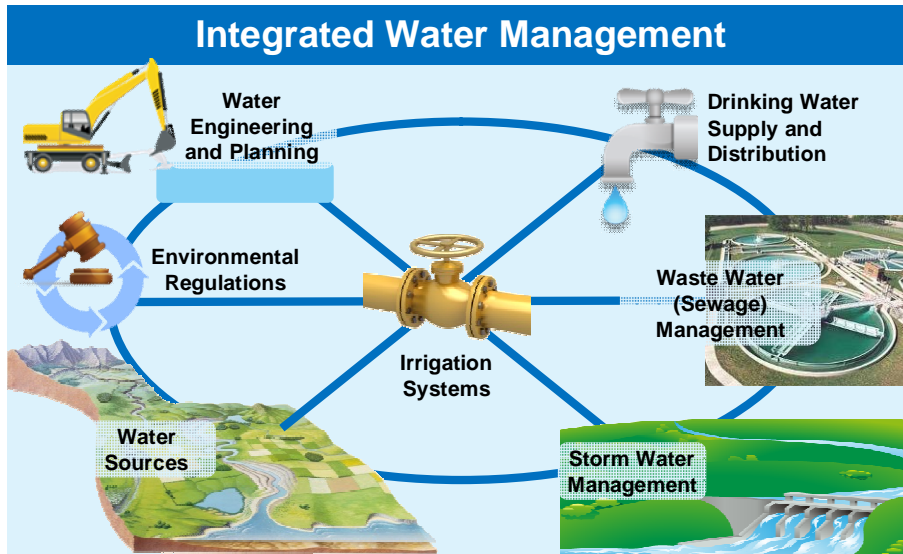 Integrated Water Management
Water
Engineering
and Planning
Drinking Water
Supply and
Distribution
Environmental
Regulations
Waste Water
(Sewage)
Management
Irrigation
Systems
Water
Sources
Storm Water
Management